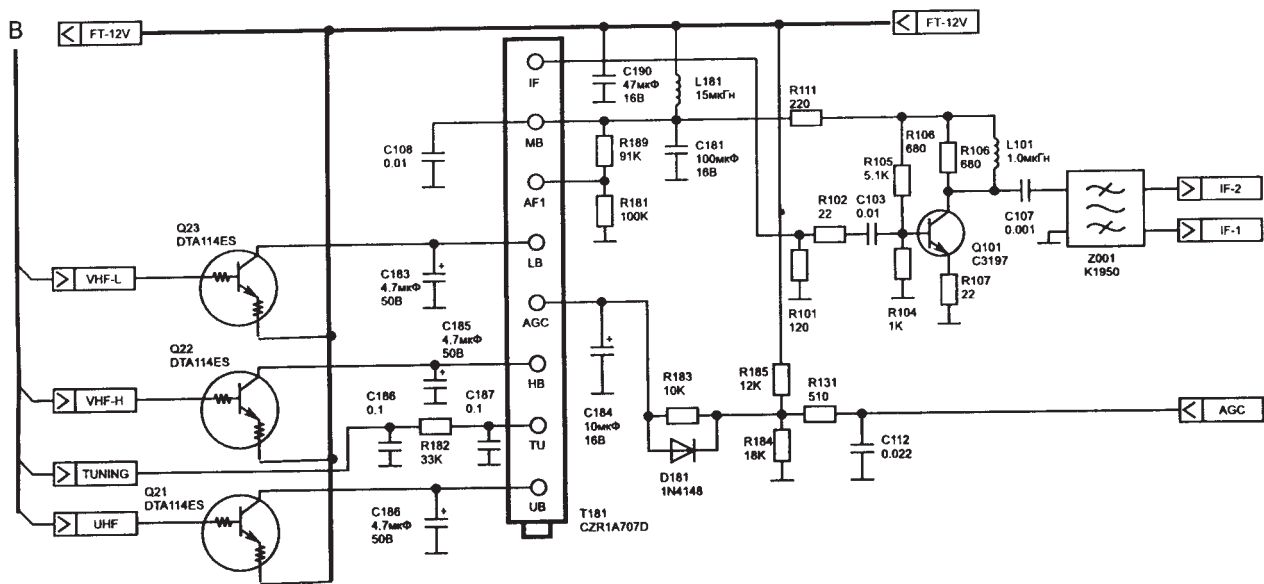 B
FT-12V
FT-12V
IF
MB
AF1
LB
AGC
HB
TU
UB
T181
CZR1A707D
C190
47мкФ
16В
L181
15мкГн
R111
220
C108
0.01
R189
91K
C181
100мкФ
16В
R181
100K
R105
5.1K
R106
680
R106
680
L101
1.0мкГн
R102
22
C103
0.01
C107
0.001
Q101
C3197
Z001
K1950
IF-2
IF-1
R101
120
R104
1K
R107
22
Q23
DTA114ES
VHF-L
C183
4.7мкФ
50В
C185
4.7мкФ
50В
Q22
DTA114ES
VHF-H
C186
0.1
R182
33K
C187
0.1
C184
10мкФ
16В
R183
10K
D181
1N4148
R185
12K
R131
510
R184
18K
C112
0.022
AGC
TUNING
Q21
DTA114ES
UHF
C186
4.7мкФ
50В